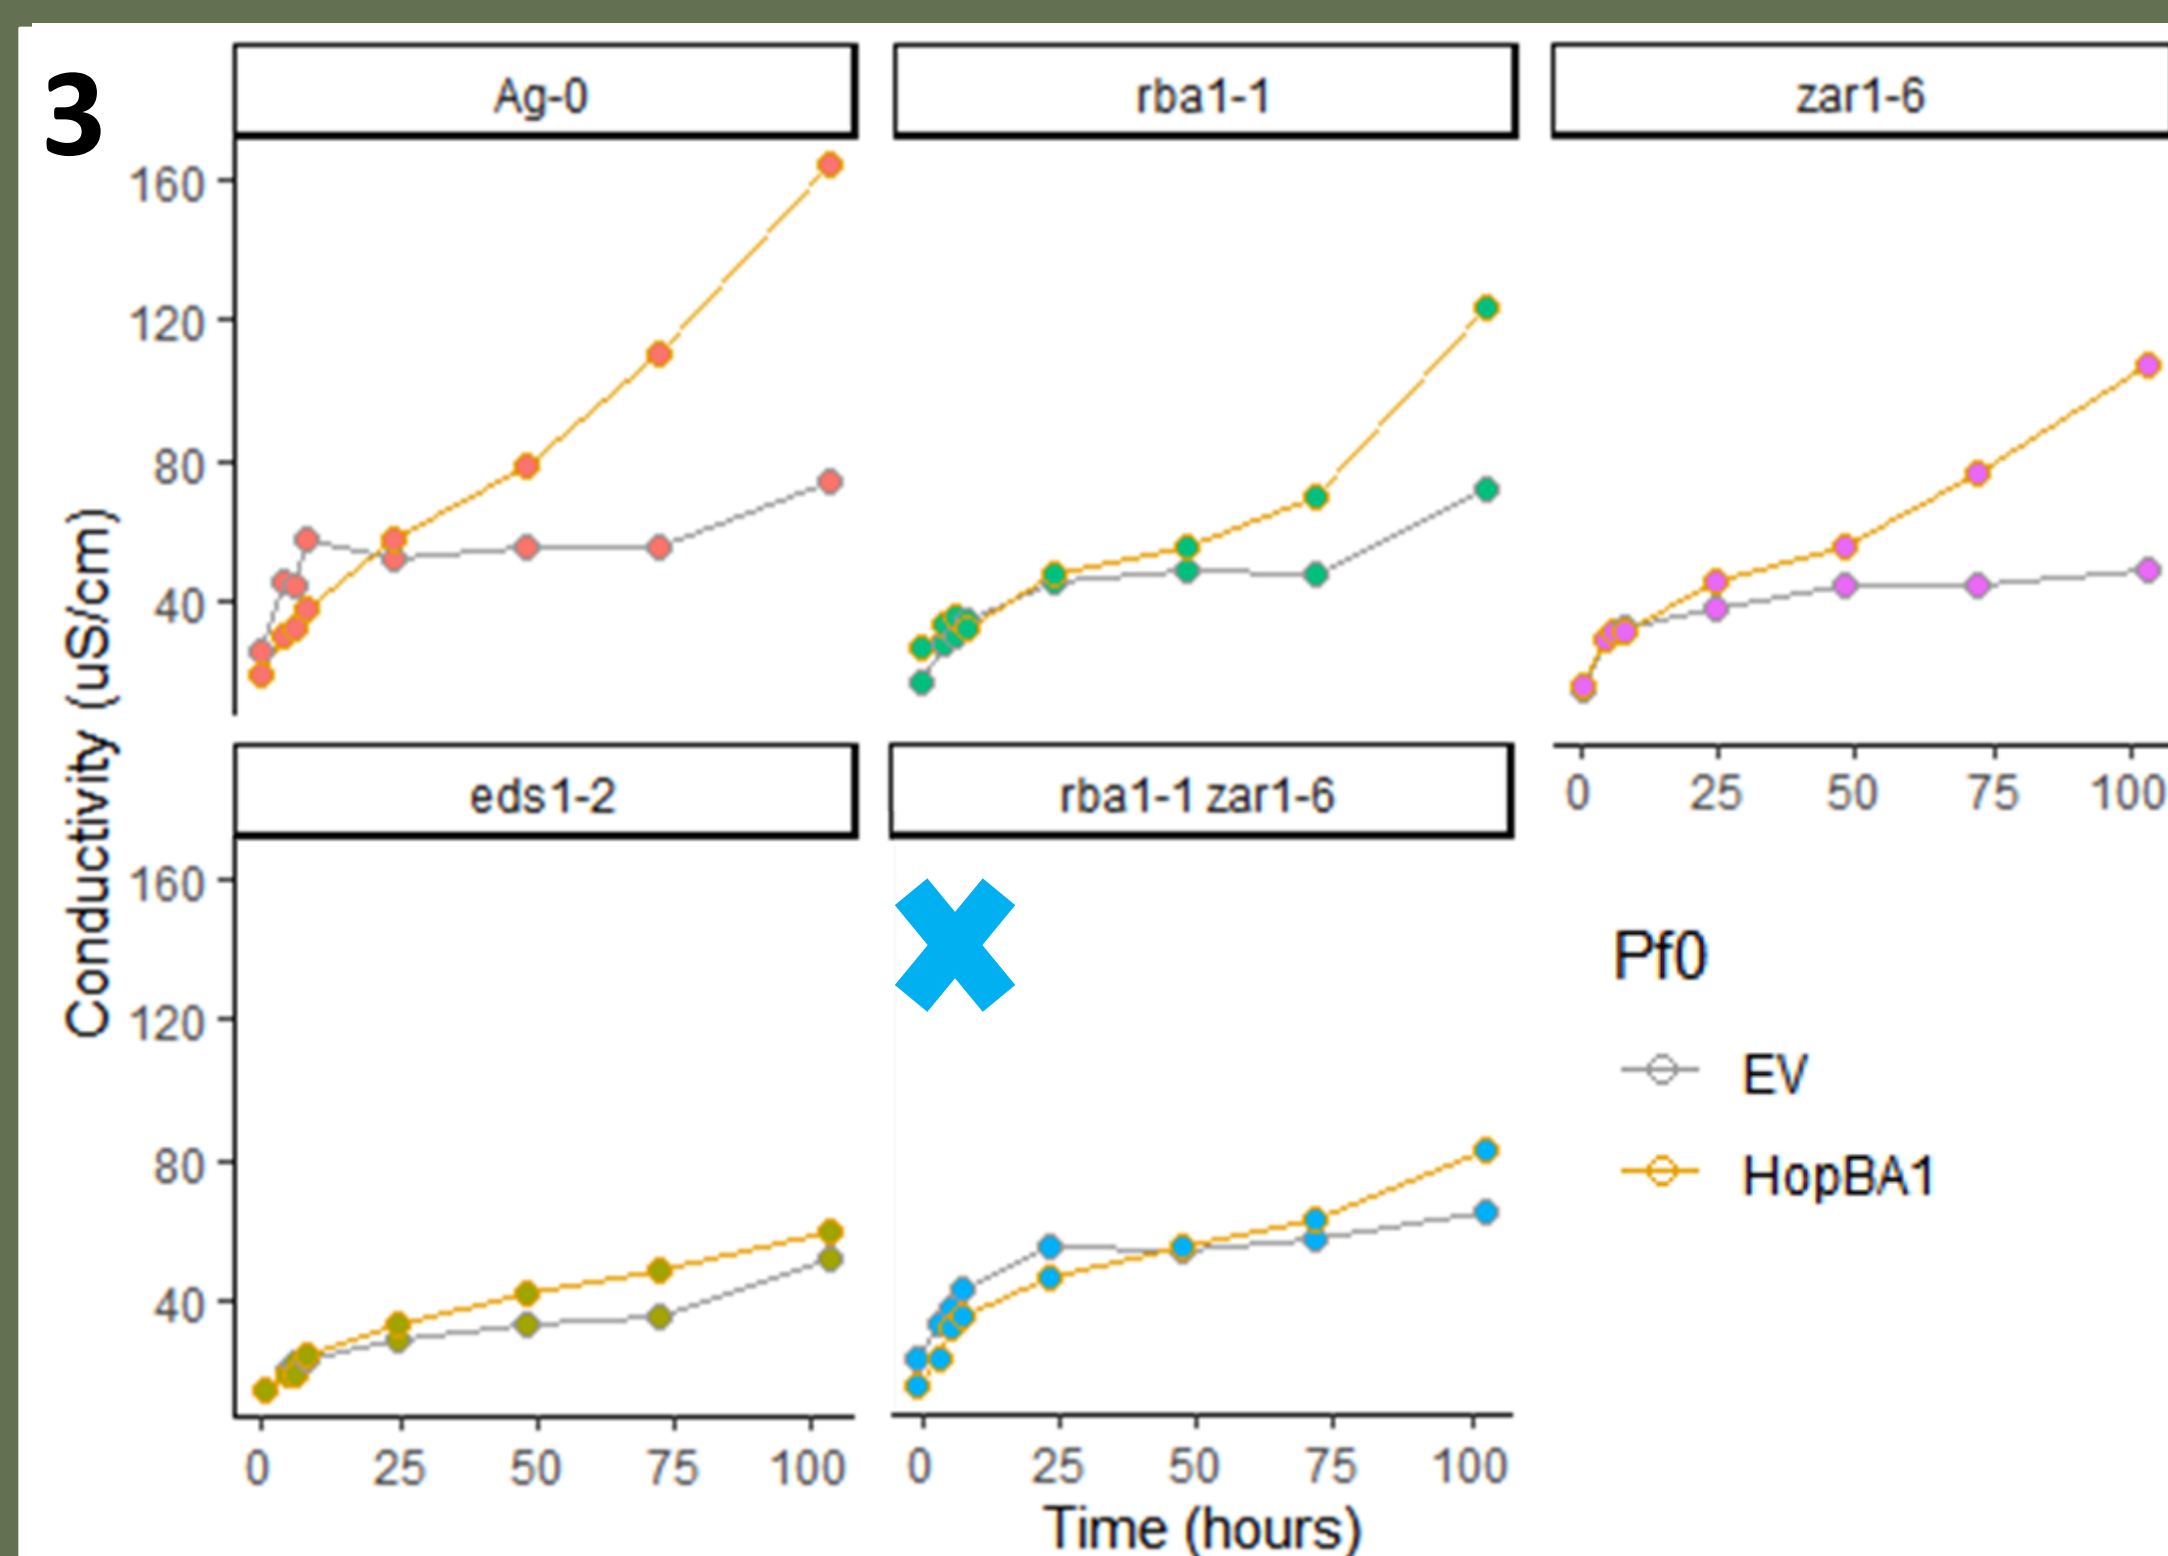 3
Ag-0
rba1-1
zar1-6
160
120
80
40
Conductivity (uS/cm)
0 25 50 75 100
eds1-2
rba1-1 zar1-6
160
120
80
40
0 25 50 75 100
0 25 50 75 100
Time (hours)
Pf0
EV
HopBA1